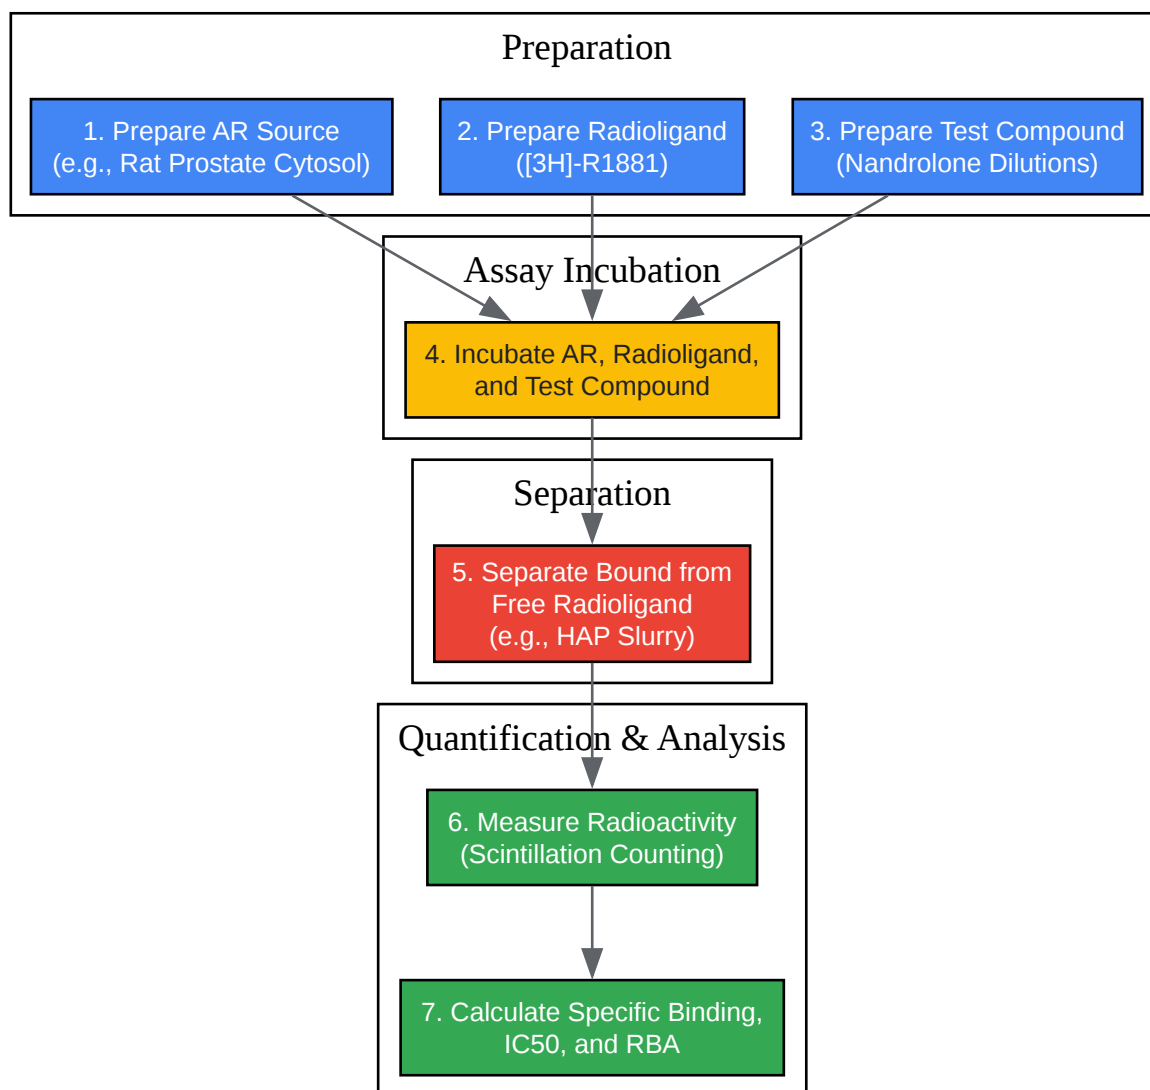 Preparation
1. Prepare AR Source
(e.g., Rat Prostate Cytosol)
2. Prepare Radioligand
([3H]-R1881)
3. Prepare Test Compound
(Nandrolone Dilutions)
Assay Incubation
4. Incubate AR, Radioligand,
and Test Compound
Separation
5. Separate Bound from
Free Radioligand
(e.g., HAP Slurry)
Quantification & Analysis
6. Measure Radioactivity
(Scintillation Counting)
7. Calculate Specific Binding,
IC50, and RBA